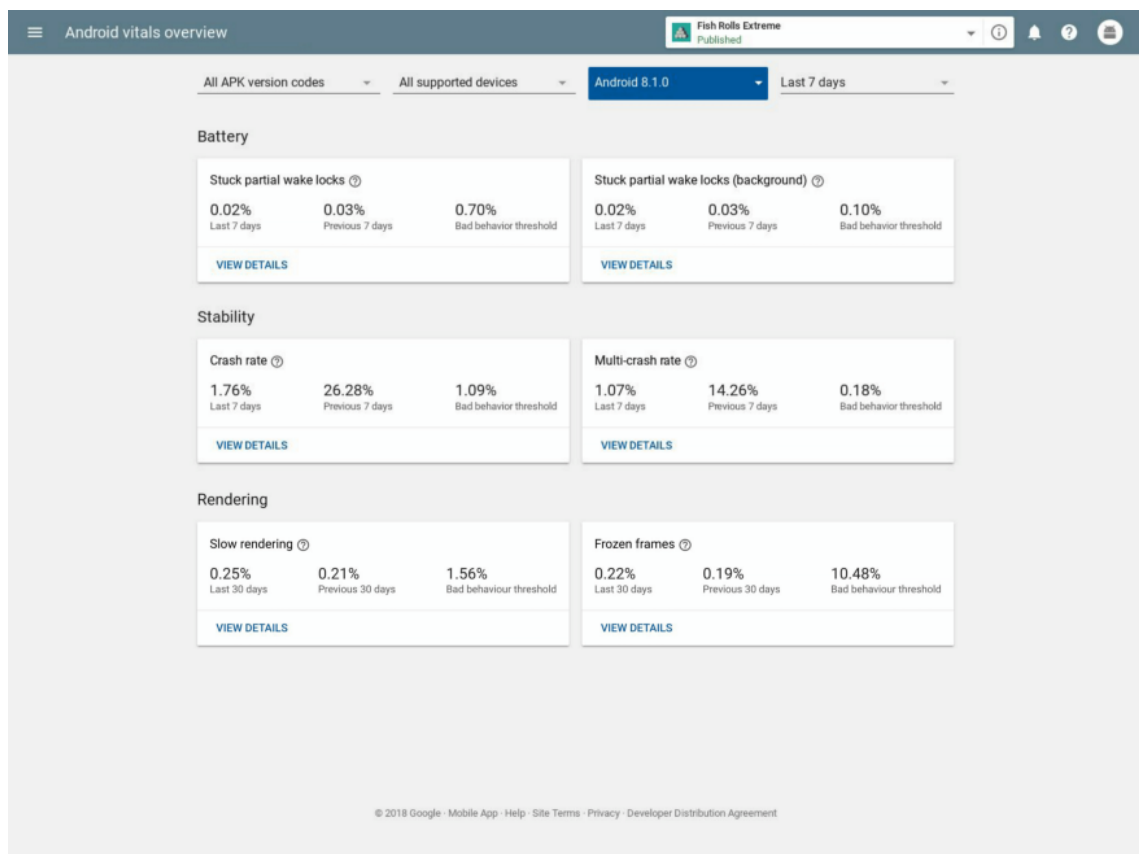 Android vitals overview
Fish Rolls Extreme
Published
All APK version codes
All supported devices
Android 8.1.0
Last 7 days
Battery
Stuck partial wake locks
0.02% 0.03% 0.70%
Last 7 days Previous 7 days Bad behavior threshold
VIEW DETAILS
Stuck partial wake locks (background)
0.02% 0.03% 0.10%
Last 7 days Previous 7 days Bad behavior threshold
VIEW DETAILS
Stability
Crash rate
1.76% 26.28% 1.09%
Last 7 days Previous 7 days Bad behavior threshold
VIEW DETAILS
Multi-crash rate
1.07% 14.26% 0.18%
Last 7 days Previous 7 days Bad behavior threshold
VIEW DETAILS
Rendering
Slow rendering
0.25% 0.21% 1.56%
Last 30 days Previous 30 days Bad behaviour threshold
VIEW DETAILS
Frozen frames
0.22% 0.19% 10.48%
Last 30 days Previous 30 days Bad behaviour threshold
VIEW DETAILS
© 2018 Google · Mobile App · Help · Site Terms · Privacy · Developer Distribution Agreement